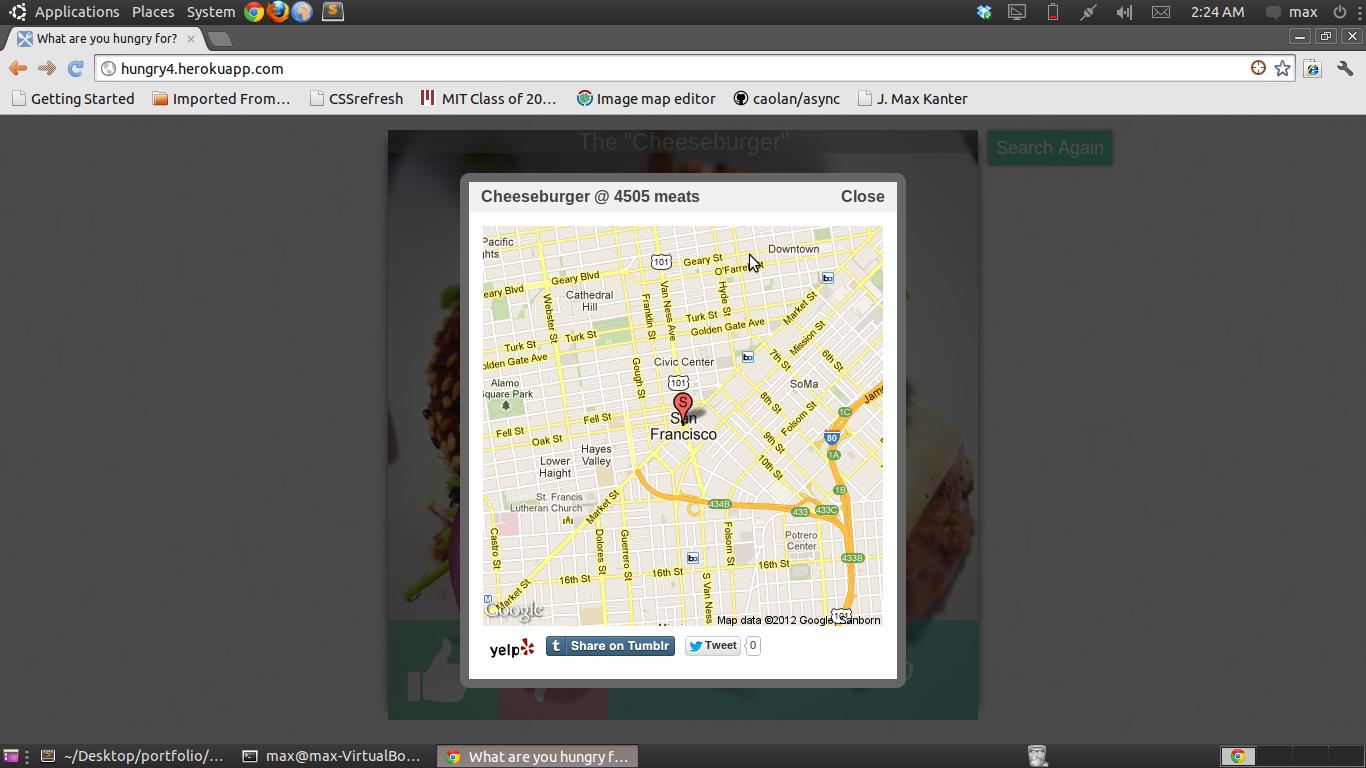 Applications Places System
2:24 AM max
What are you hungry for?
hungry4.herokuapp.com
Getting Started Imported From... CSSrefresh MIT Class of 20... Image map editor caolan/async J. Max Kanter
The "Cheeseburger"
Search Again
Cheeseburger @ 4505 meats Close
Pacific
ghts
Downtown
101
Geary St
O'Farrell St
Geary Blvd
eary Blvd
Cathedral
Hill
Webster St
Franklin St
Van Ness Ave
Hyde St
Market St
Turk St
Golden Gate Ave
Mission St
Turk St
Turk St
olden Gate Ave
Civic Center
7th St
6th St
Gough St
101
Alamo
Square Park
SoMa
8th St
Folsom St
1C
Jame
S
San
Francisco
Fell St
Fell St
Oak St
80
9th St
1A
Hayes
Valley
Lower
Haight
10th St
1B
St. Francis
Lutheran Church
Market St
434B
433
433C
Castro St
Dolores St
Guerrero St
Folsom St
Potrero
Center
433B
16th St
16th St
16th St
S Van Ness
Market St
Google
101
Map data ©2012 Google, Sanborn
yelp Share on Tumblr Tweet 0
~/Desktop/portfolio/... max@max-VirtualBo... What are you hungry f...